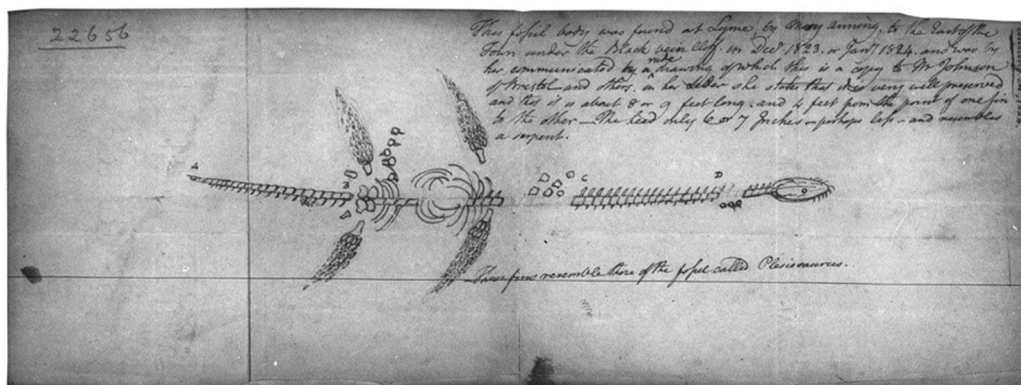 22656
This fossil body was found at Lyme, by Mary Anning, to the East of the
Town under the Black vein Cliff. in Decr. 1823. or Jany 1824. and was by
her communicated by a rude drawing of which this is a Copy to Mr Johnson
of Bristol and others. in her letter she states that it is very well preserved
and this is is about 8 or 9 feet long. and 4 feet from the point of one fin
to the other — The head only 6 or 7 Inches — perhaps less — and resembles
a serpent.
A
B
C
D
These fins resemble those of the fossil called Plesiosaurus.